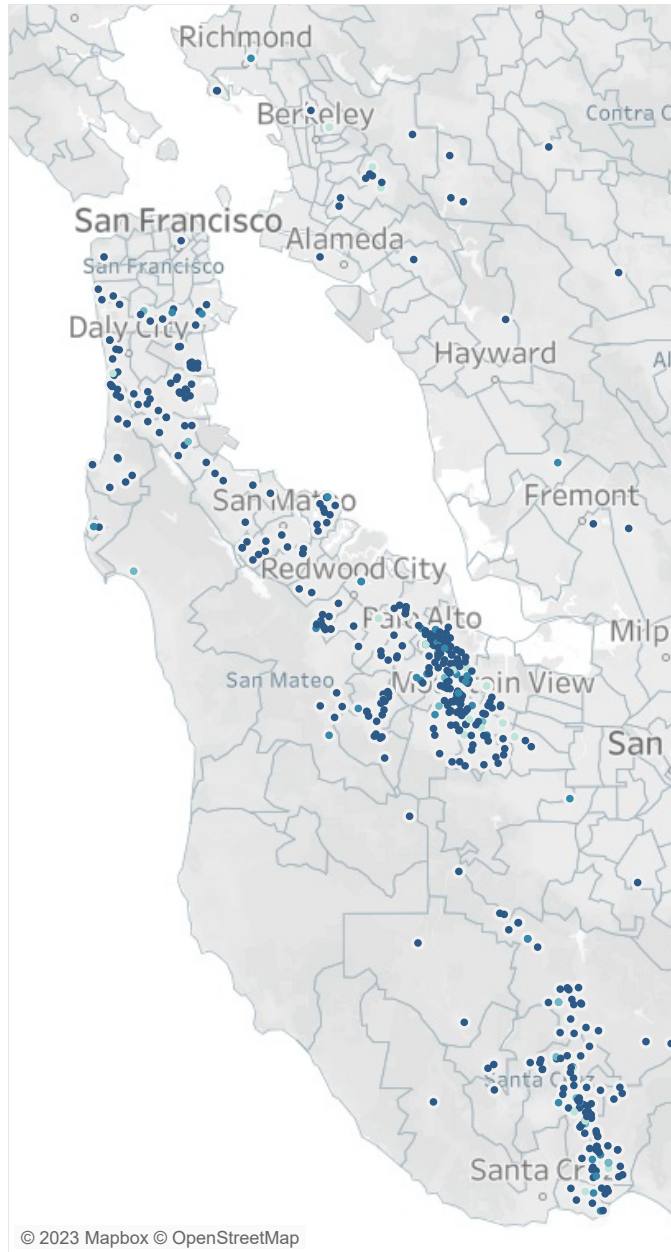 Richmond
Berkeley
Contra C
San Francisco
Alameda
San Francisco
Daly City
Hayward
Al
San Mateo
Fremont
Redwood City
Palo Alto
Milp
San Mateo
Mountain View
San
Santa Cruz
Santa Cruz
© 2023 Mapbox © OpenStreetMap